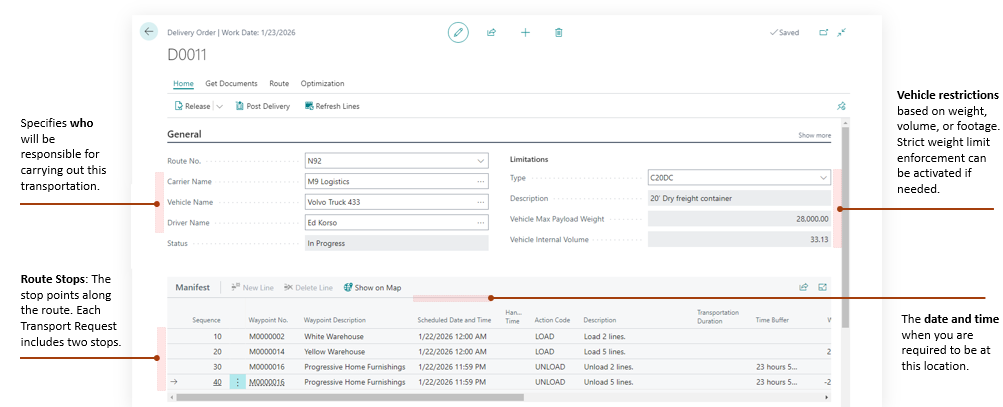 Delivery Order | Work Date: 1/23/2026
Saved
D0011
Home Get Documents Route Optimization
Release Post Delivery Refresh Lines
General
Show more
Route No. N92
Carrier Name M9 Logistics
Vehicle Name Volvo Truck 433
Driver Name Ed Korso
Status In Progress
Limitations
Type C20DC
Description 20' Dry freight container
Vehicle Max Payload Weight 28,000.00
Vehicle Internal Volume 33.13
Manifest New Line Delete Line Show on Map
Sequence Waypoint No. Waypoint Description Scheduled Date and Time Han... Time Action Code Description Transportation Duration Time Buffer W
10 M0000002 White Warehouse 1/22/2026 12:00 AM LOAD Load 2 lines.
20 M0000014 Yellow Warehouse 1/22/2026 12:00 AM LOAD Load 5 lines. 2
30 M0000016 Progressive Home Furnishings 1/22/2026 11:59 PM UNLOAD Unload 2 lines. 23 hours 5...
40 M0000016 Progressive Home Furnishings 1/22/2026 11:59 PM UNLOAD Unload 5 lines. 23 hours 5... -2
Specifies who
will be
responsible for
carrying out this
transportation.
Route Stops: The
stop points along
the route. Each
Transport Request
includes two stops.
Vehicle restrictions
based on weight,
volume, or footage.
Strict weight limit
enforcement can
be activated if
needed.
The date and time
when you are
required to be at
this location.